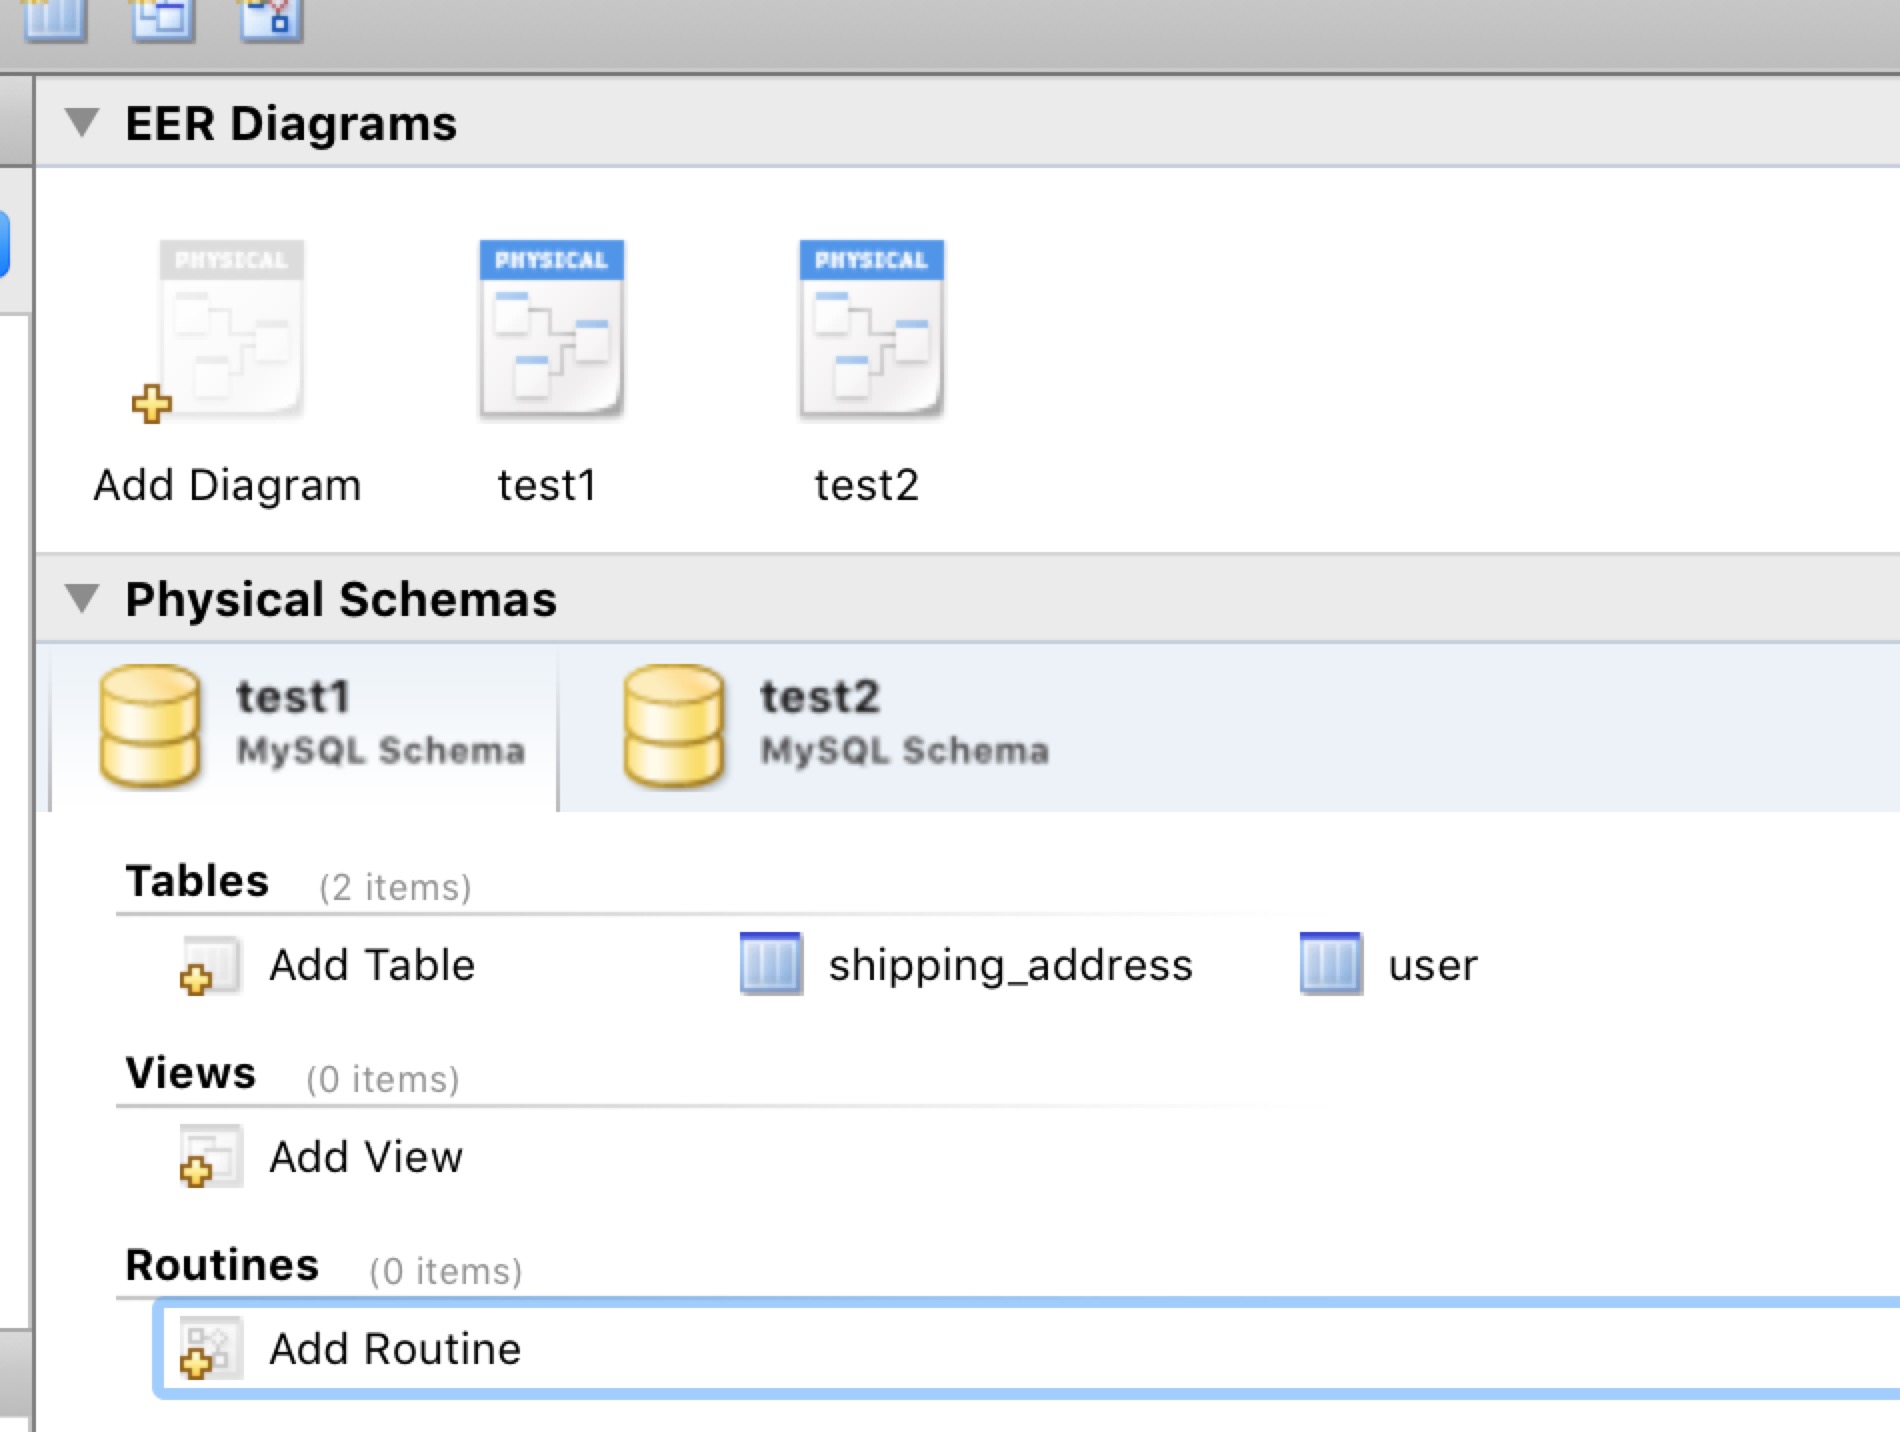 EER Diagrams
PHYSICAL PHYSICAL PHYSICAL
Add Diagram test1 test2
Physical Schemas
test1 test2
MySQL Schema MySQL Schema
Tables (2 items)
Add Table shipping_address user
Views (0 items)
Add View
Routines (0 items)
Add Routine